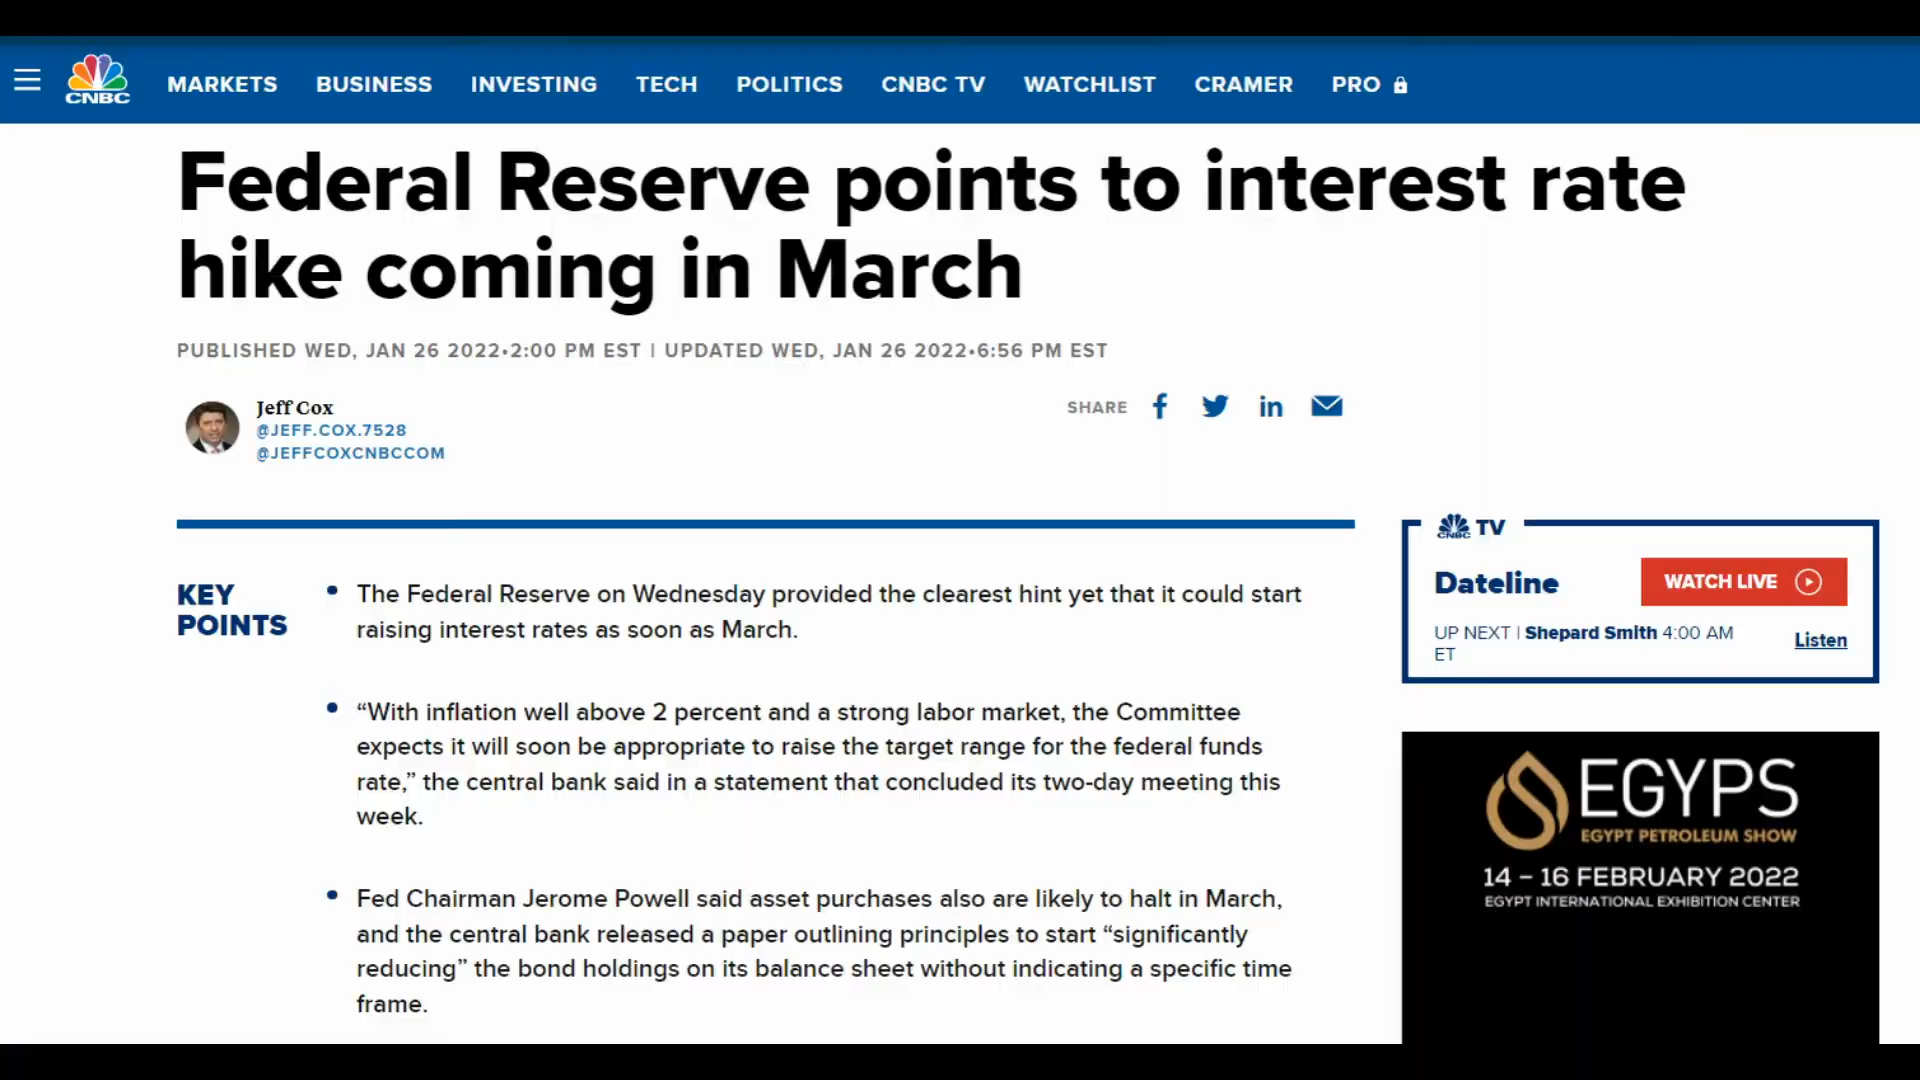 CNBC
MARKETS BUSINESS INVESTING TECH POLITICS CNBC TV WATCHLIST CRAMER PRO
Federal Reserve points to interest rate
hike coming in March
PUBLISHED WED, JAN 26 2022•2:00 PM EST | UPDATED WED, JAN 26 2022•6:56 PM EST
Jeff Cox
@JEFF.COX.7528
@JEFFCOXCNBCCOM
SHARE
KEY
POINTS
• The Federal Reserve on Wednesday provided the clearest hint yet that it could start
raising interest rates as soon as March.
• “With inflation well above 2 percent and a strong labor market, the Committee
expects it will soon be appropriate to raise the target range for the federal funds
rate,” the central bank said in a statement that concluded its two-day meeting this
week.
• Fed Chairman Jerome Powell said asset purchases also are likely to halt in March,
and the central bank released a paper outlining principles to start “significantly
reducing” the bond holdings on its balance sheet without indicating a specific time
frame.
CNBC TV
Dateline
WATCH LIVE
UP NEXT | Shepard Smith 4:00 AM
ET
Listen
EGYPS
EGYPT PETROLEUM SHOW
14 – 16 FEBRUARY 2022
EGYPT INTERNATIONAL EXHIBITION CENTER